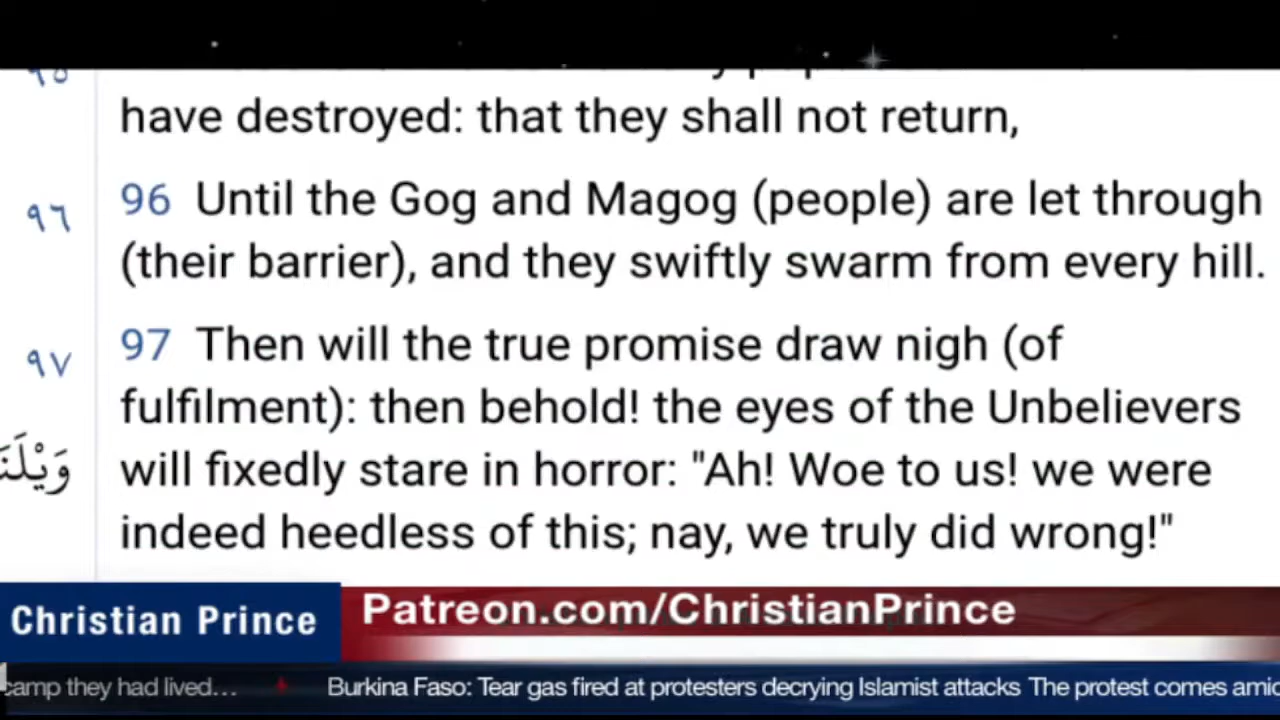 ٩٥
have destroyed: that they shall not return,
٩٦
96 Until the Gog and Magog (people) are let through
(their barrier), and they swiftly swarm from every hill.
٩٧
97 Then will the true promise draw nigh (of
fulfilment): then behold! the eyes of the Unbelievers
will fixedly stare in horror: "Ah! Woe to us! we were
indeed heedless of this; nay, we truly did wrong!"
Christian Prince
Patreon.com/ChristianPrince
camp they had lived... Burkina Faso: Tear gas fired at protesters decrying Islamist attacks The protest comes amid